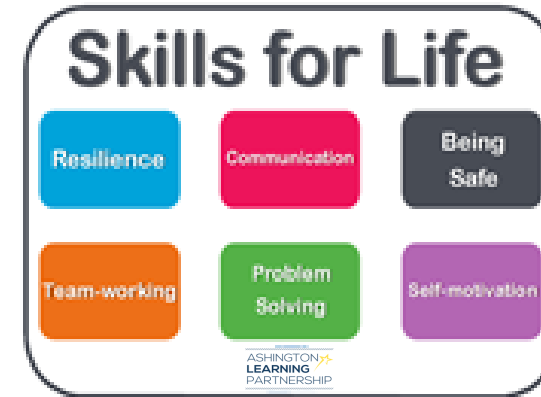 Skills for Life
Resilience
Communication
Being
Safe
Team-working
Problem
Solving
Self-motivation
ASHINGTON
LEARNING
PARTNERSHIP